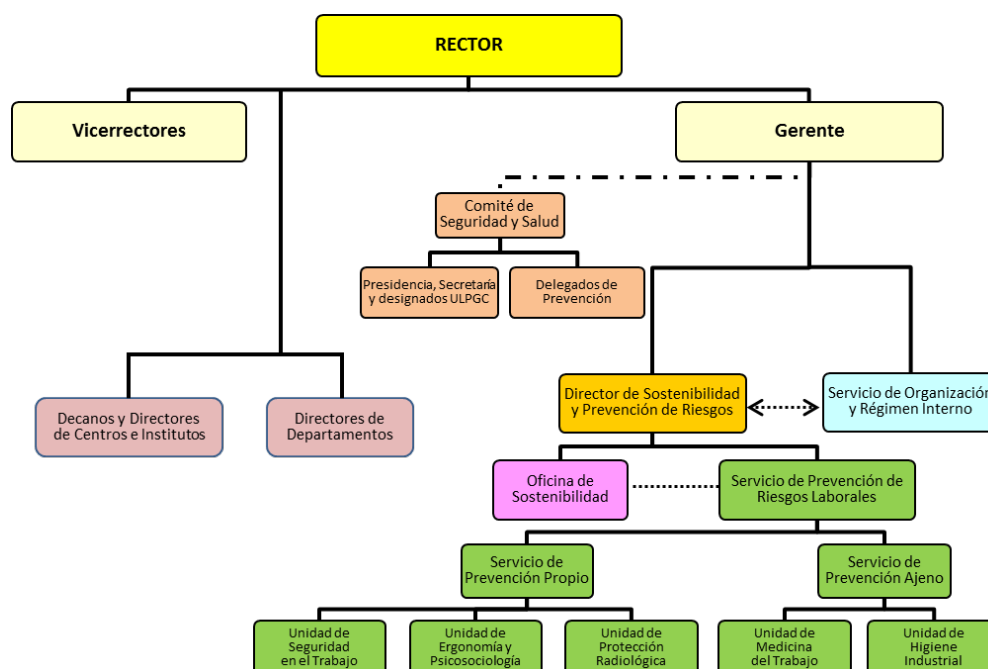 RECTOR
Vicerrectores
Gerente
Comité de
Seguridad y Salud
Presidencia, Secretaría
y designados ULPGC
Delegados de
Prevención
Decanos y Directores
de Centros e Institutos
Directores de
Departamentos
Director de Sostenibilidad
y Prevención de Riesgos
Servicio de Organización
y Régimen Interno
Oficina de
Sostenibilidad
Servicio de Prevención de
Riesgos Laborales
Servicio de
Prevención Propio
Servicio de
Prevención Ajeno
Unidad de
Seguridad
en el Trabajo
Unidad de
Ergonomía y
Psicosociología
Unidad de
Protección
Radiológica
Unidad de
Medicina
del Trabajo
Unidad de
Higiene
Industrial